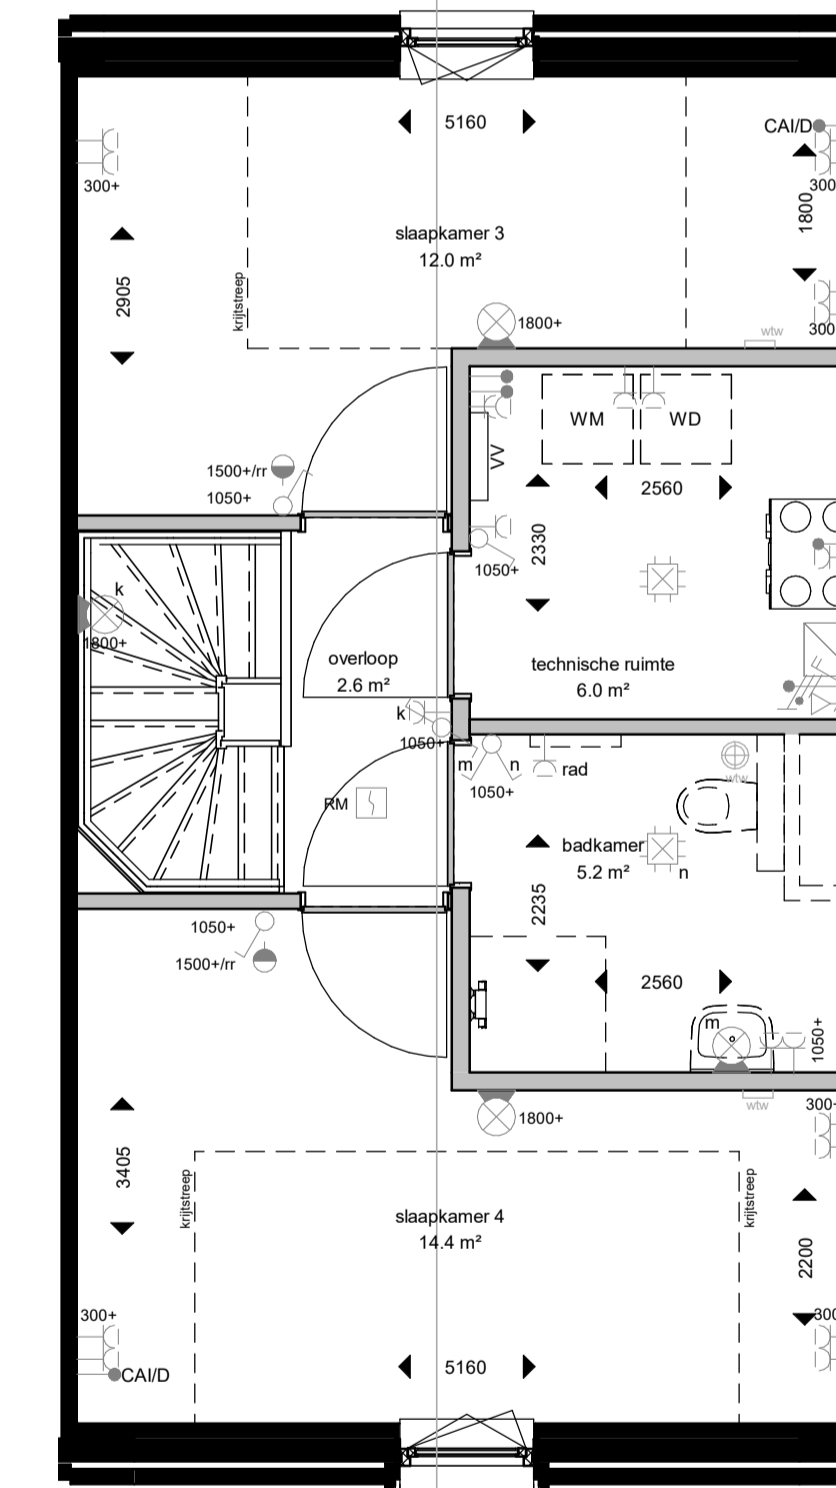 5160
CAI/D
300+
300
1800
slaapkamer 3
12.0 m²
2905
krijtstreep
1800+
300
wtw
WM
WD
VV
1500+/rr
1050+
2560
2330
1050+
k
1800+
overloop
2.6 m²
technische ruimte
6.0 m²
k
1050+
m
n
rad
wtw
1050+
RM
badkamer
5.2 m²
n
2235
1050+
1500+/rr
2560
m
1050+
1800+
wtw
300+
3405
krijtstreep
krijtstreep
slaapkamer 4
14.4 m²
2200
300+
300
CAI/D
5160